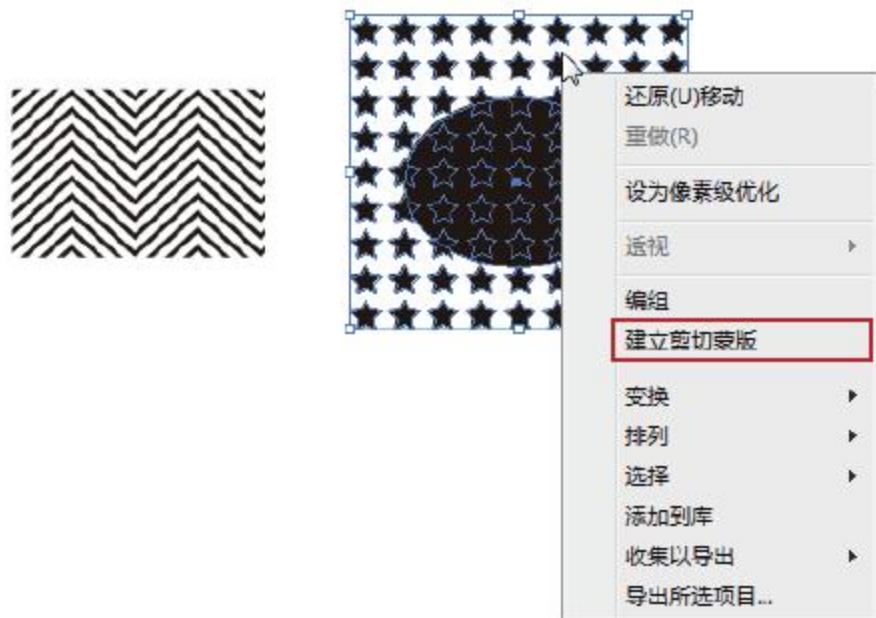 还原(U)移动
重做(R)
设为像素级优化
透视
编组
建立剪切蒙版
变换
排列
选择
添加到库
收集以导出
导出所选项目...